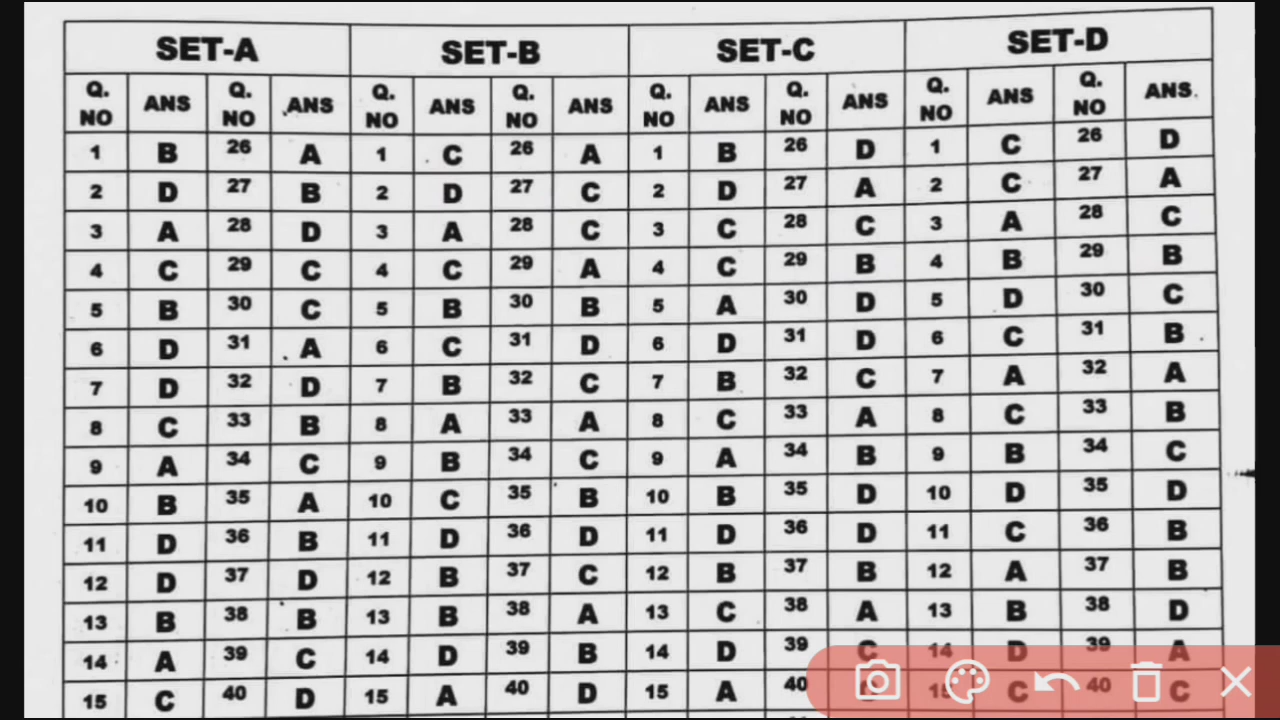 SET-A SET-B SET-C SET-D
Q. NO ANS Q. NO ANS Q. NO ANS Q. NO ANS Q. NO ANS Q. NO ANS Q. NO ANS Q. NO ANS
1 B 26 A 1 C 26 A 1 B 26 D 1 C 26 D
2 D 27 B 2 D 27 C 2 D 27 A 2 C 27 A
3 A 28 D 3 A 28 C 3 C 28 C 3 A 28 C
4 C 29 C 4 C 29 A 4 C 29 B 4 B 29 B
5 B 30 C 5 B 30 B 5 A 30 D 5 D 30 C
6 D 31 A 6 C 31 D 6 D 31 D 6 C 31 B
7 D 32 D 7 B 32 C 7 B 32 C 7 A 32 A
8 C 33 B 8 A 33 A 8 C 33 A 8 C 33 B
9 A 34 C 9 B 34 C 9 A 34 B 9 B 34 C
10 B 35 A 10 C 35 B 10 B 35 D 10 D 35 D
11 D 36 B 11 D 36 D 11 D 36 D 11 C 36 B
12 D 37 D 12 B 37 C 12 B 37 B 12 A 37 B
13 B 38 B 13 B 38 A 13 C 38 A 13 B 38 D
14 A 39 C 14 D 39 B 14 D 39 C 14 D 39 A
15 C 40 D 15 A 40 D 15 A 40 15 C 40 C